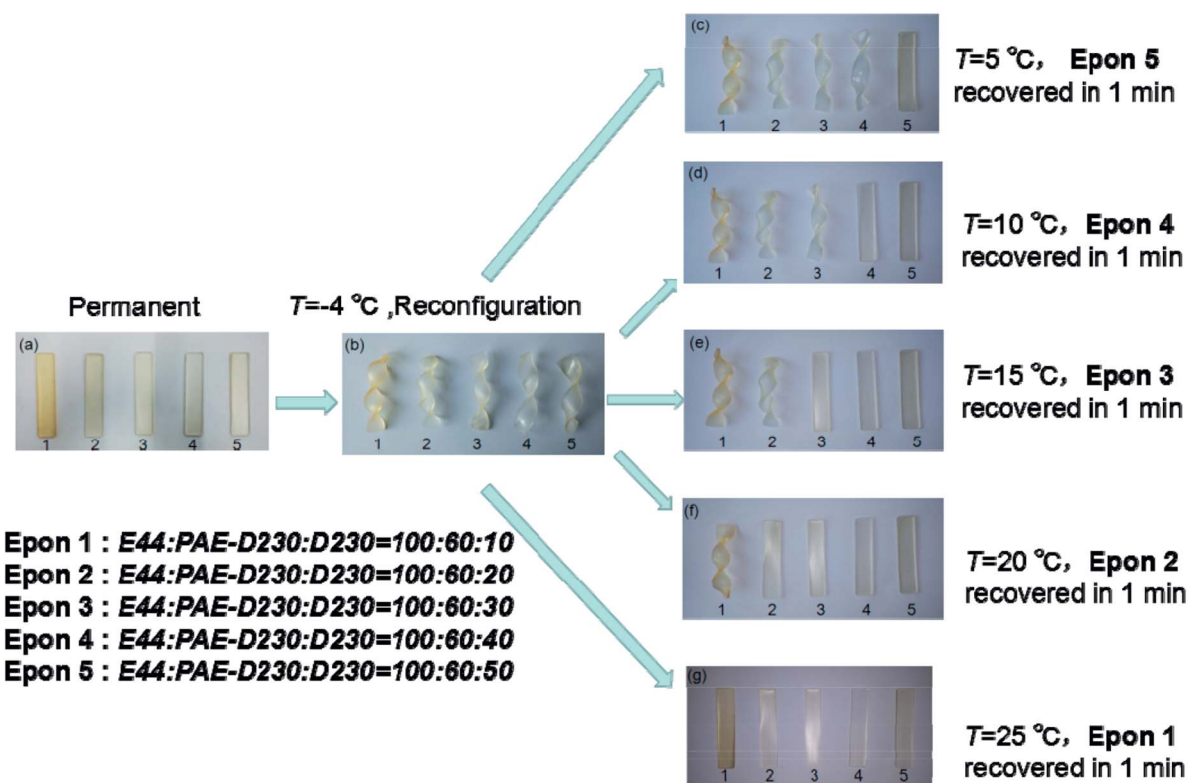 (c)
1 2 3 4 5
T=5 ℃, Epon 5
recovered in 1 min
(d)
1 2 3 4 5
T=10 ℃, Epon 4
recovered in 1 min
Permanent
T=-4 ℃ ,Reconfiguration
(a)
1 2 3 4 5
(b)
1 2 3 4 5
(e)
1 2 3 4 5
T=15 ℃, Epon 3
recovered in 1 min
(f)
1 2 3 4 5
T=20 ℃, Epon 2
recovered in 1 min
Epon 1 : E44:PAE-D230:D230=100:60:10
Epon 2 : E44:PAE-D230:D230=100:60:20
Epon 3 : E44:PAE-D230:D230=100:60:30
Epon 4 : E44:PAE-D230:D230=100:60:40
Epon 5 : E44:PAE-D230:D230=100:60:50
(g)
1 2 3 4 5
T=25 ℃, Epon 1
recovered in 1 min